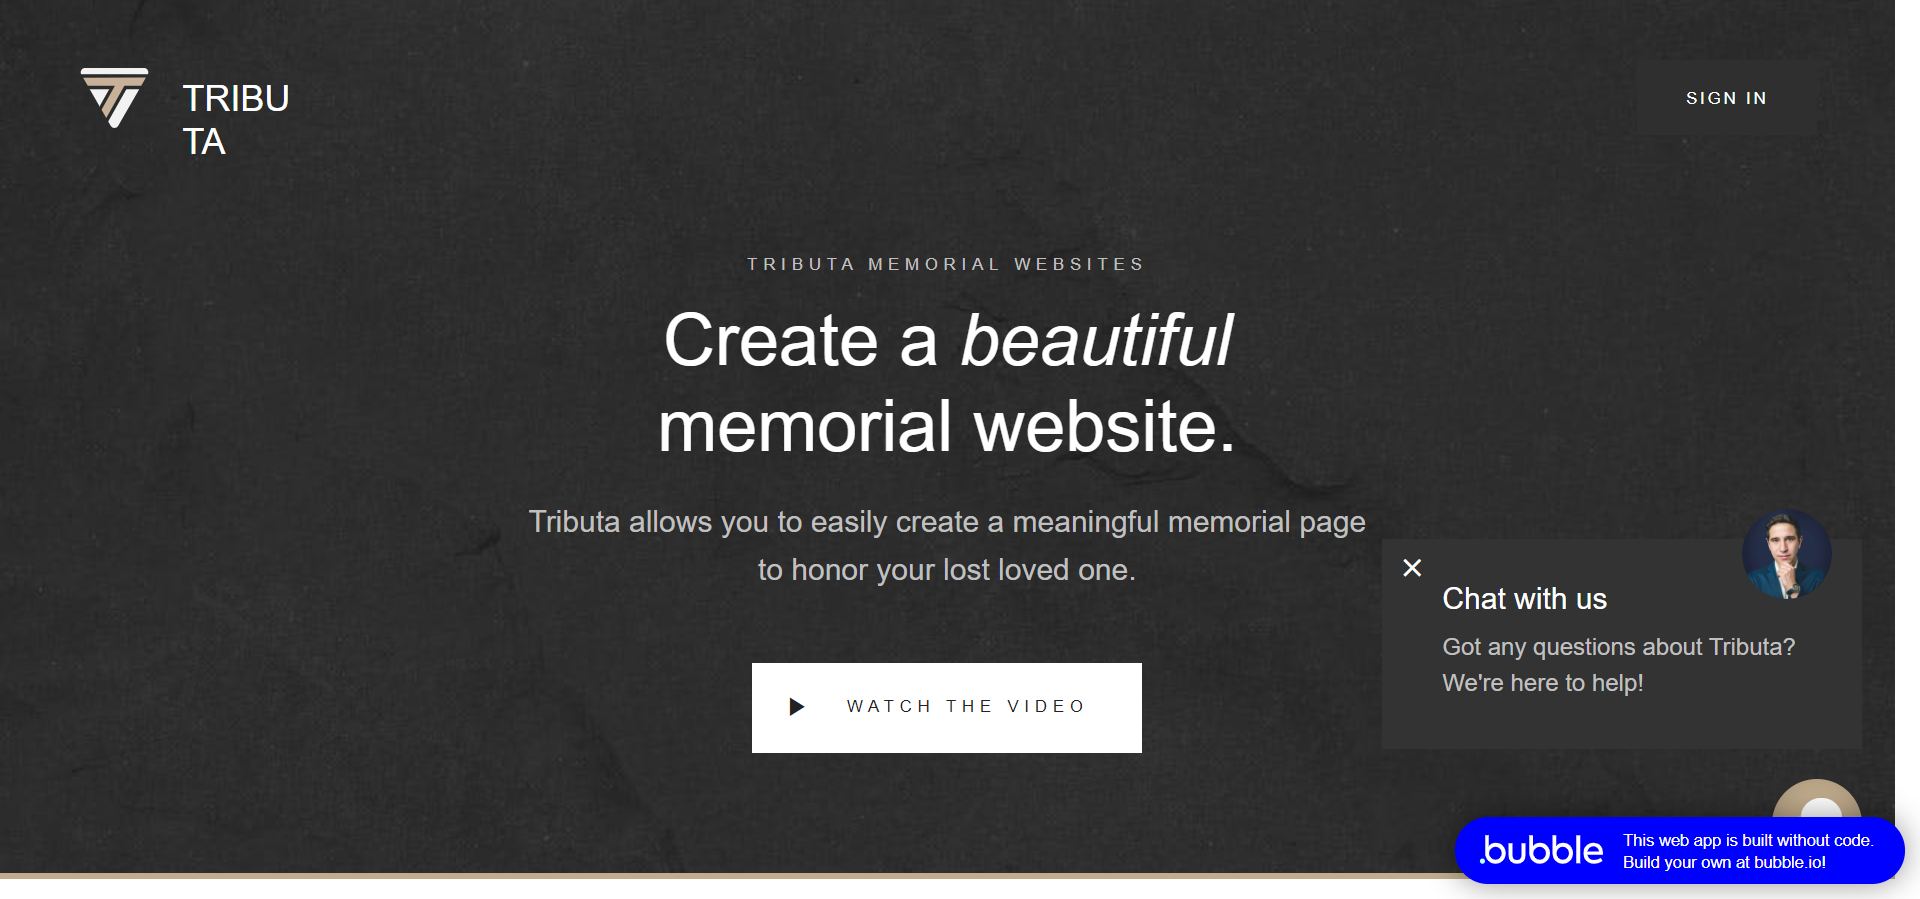 TRIBU
TA
SIGN IN
TRIBUTA MEMORIAL WEBSITES
Create a beautiful
memorial website.
Tributa allows you to easily create a meaningful memorial page
to honor your lost loved one.
WATCH THE VIDEO
Chat with us
Got any questions about Tributa?
We're here to help!
.bubble
This web app is built without code.
Build your own at bubble.io!